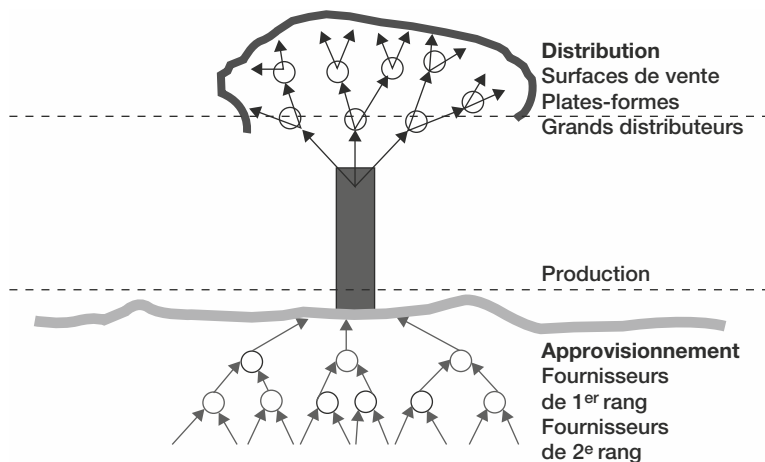 Distribution
Surfaces de vente
Plates-formes
Grands distributeurs
Production
Approvisionnement
Fournisseurs
de 1er rang
Fournisseurs
de 2e rang